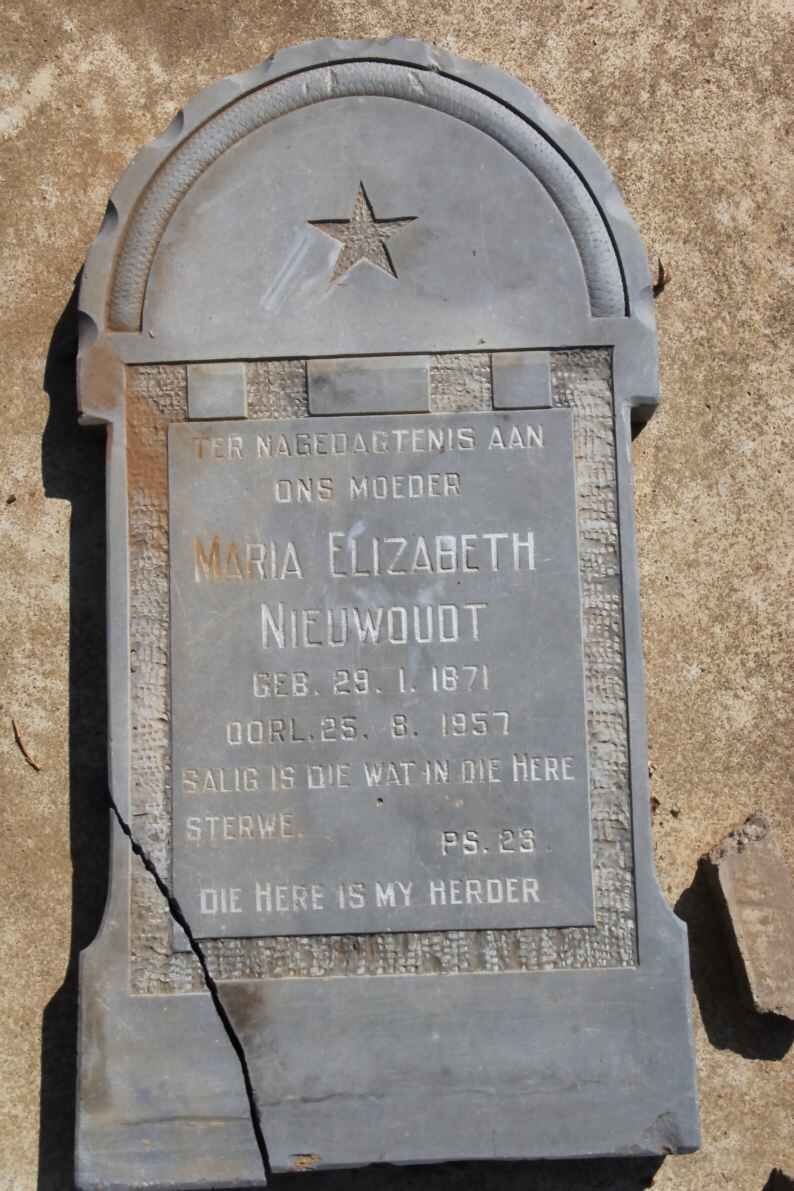 TER NAGEDAGTENIS AAN
ONS MOEDER
MARIA ELIZABETH
NIEUWOUDT
GEB. 29. 1. 1871
OORL. 25. 8. 1957
SALIG IS DIE WAT IN DIE HERE
STERWE.
PS. 23.
DIE HERE IS MY HERDER